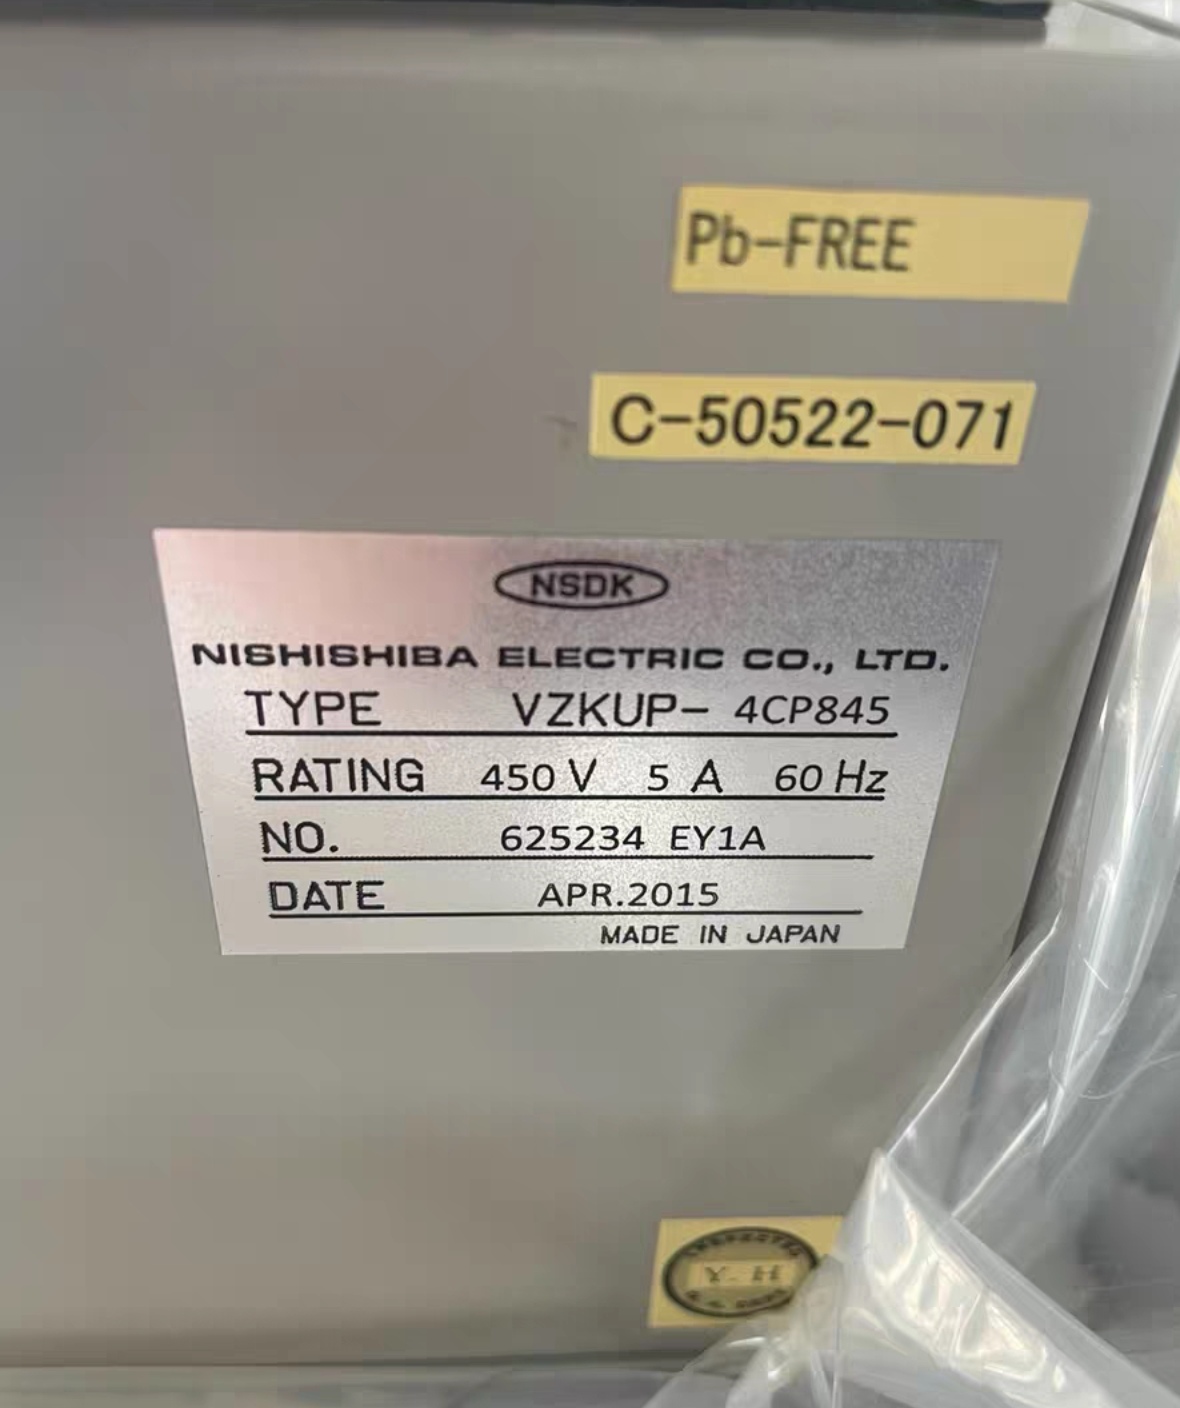 Pb-FREE
C-50522-071
NSDK
NISHISHIBA ELECTRIC CO., LTD.
TYPE VZKUP- 4CP845
RATING 450 V 5 A 60 Hz
NO. 625234 EY1A
DATE APR.2015
MADE IN JAPAN
INSPECTED
Y. H